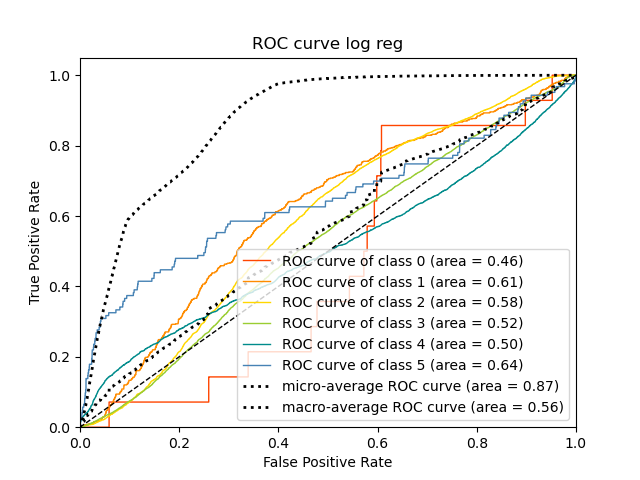 ROC curve log reg
1.0
0.8
0.6
0.4
0.2
0.0
True Positive Rate
ROC curve of class 0 (area = 0.46)
ROC curve of class 1 (area = 0.61)
ROC curve of class 2 (area = 0.58)
ROC curve of class 3 (area = 0.52)
ROC curve of class 4 (area = 0.50)
ROC curve of class 5 (area = 0.64)
micro-average ROC curve (area = 0.87)
macro-average ROC curve (area = 0.56)
0.0 0.2 0.4 0.6 0.8 1.0
False Positive Rate